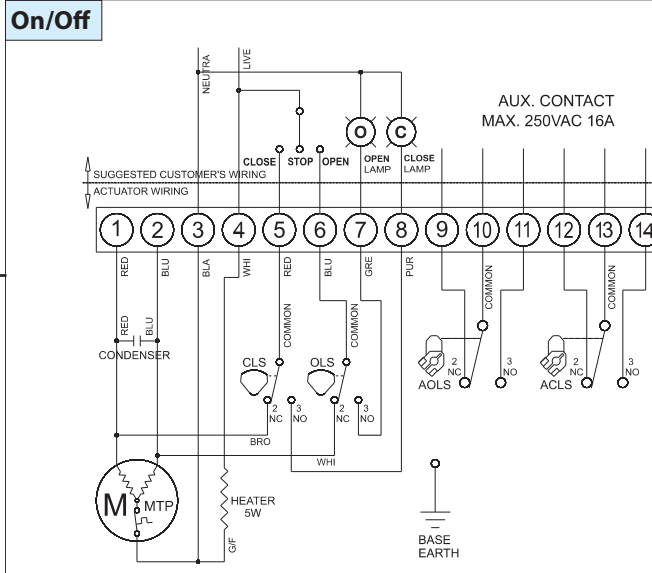 On/Off
NEUTRA
LIVE
AUX. CONTACT
MAX. 250VAC 16A
O
C
CLOSE STOP OPEN
OPEN
LAMP
CLOSE
LAMP
SUGGESTED CUSTOMER'S WIRING
ACTUATOR WIRING
1 2 3 4 5 6 7 8 9 10 11 12 13 14
RED BLU BLA WHI RED BLU GRE PUR
COMMON COMMON
RED BLU
COMMON COMMON
CONDENSER
CLS
OLS
2
NC
3
NO
2
NC
3
NO
AOLS
2
NC
3
NO
ACLS
2
NC
3
NO
BRO
WHI
M
MTP
HEATER
5W
G/F
BASE
EARTH